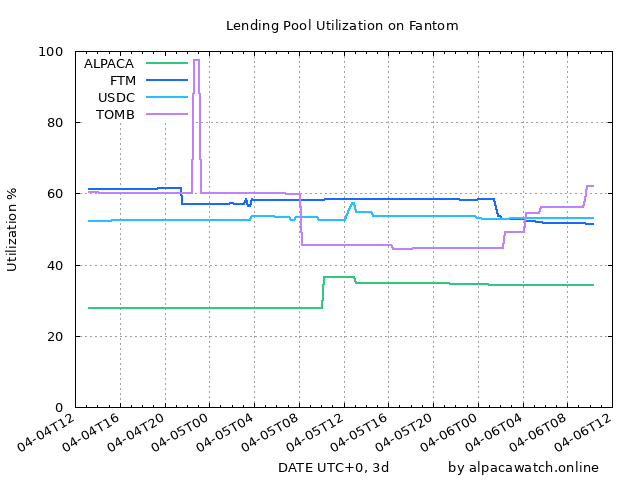 Lending Pool Utilization on Fantom
100
80
60
40
20
0
Utilization %
ALPACA
FTM
USDC
TOMB
04-04T12
04-04T16
04-04T20
04-05T00
04-05T04
04-05T08
04-05T12
04-05T16
04-05T20
04-06T00
04-06T04
04-06T08
04-06T12
DATE UTC+0, 3d
by alpacawatch.online